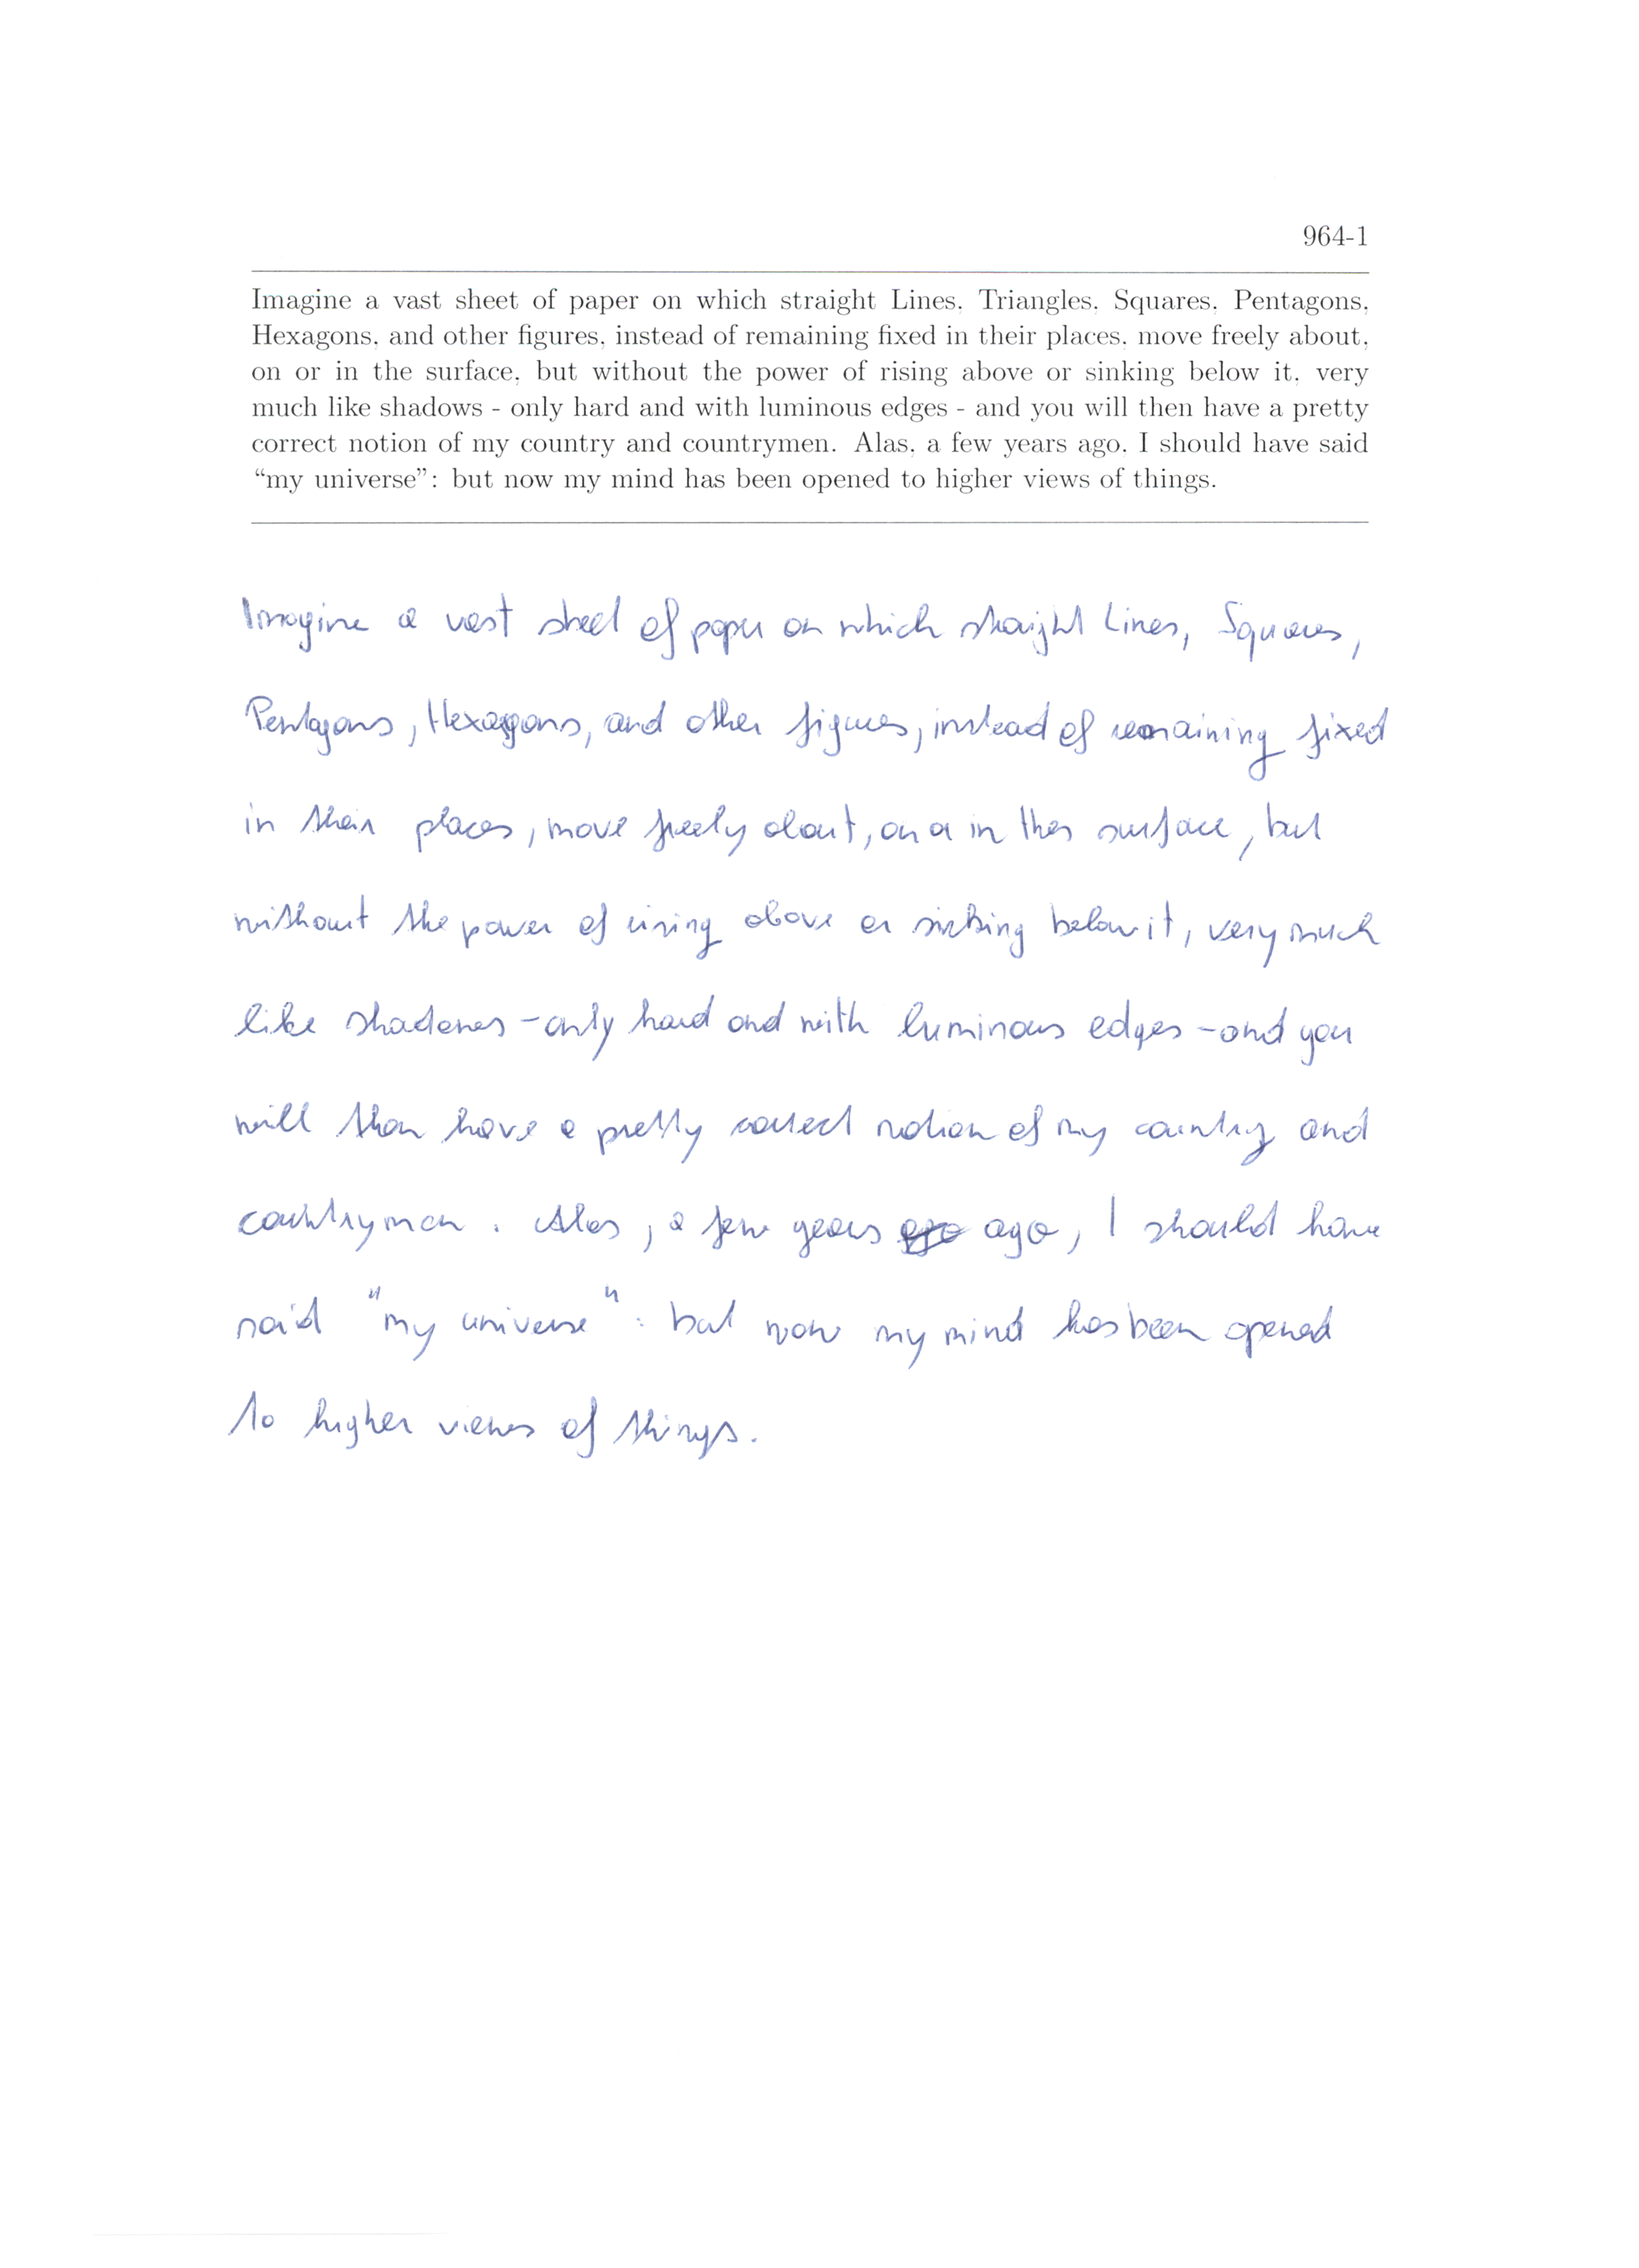 964-1
Imagine a vast sheet of paper on which straight Lines, Triangles, Squares, Pentagons,
Hexagons, and other figures, instead of remaining fixed in their places, move freely about,
on or in the surface, but without the power of rising above or sinking below it, very
much like shadows - only hard and with luminous edges - and you will then have a pretty
correct notion of my country and countrymen. Alas, a few years ago, I should have said
“my universe”: but now my mind has been opened to higher views of things.
Imagine a vast sheet of paper on which straight Lines, Squares,
Pentagons, Hexagons, and other figures, instead of remaining fixed
in their places, move freely about, on or in the surface, but
without the power of rising above or sinking below it, very much
like shadows - only hard and with luminous edges - and you
will then have a pretty correct notion of my country and
countrymen. Alas, a few years ago, I should have
said "my universe": but now my mind has been opened
to higher views of things.